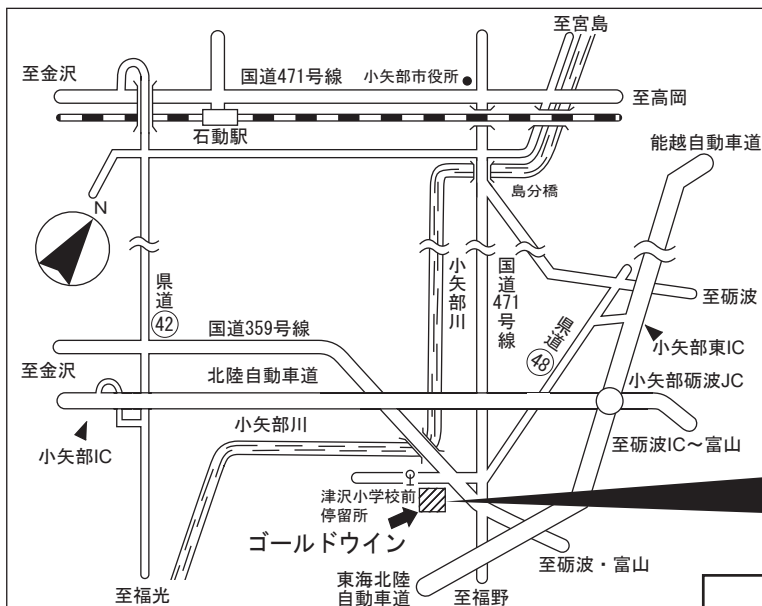 至宮島
至金沢
国道471号線
小矢部市役所
至高岡
石動駅
能越自動車道
島分橋
N
県道
42
小矢部川
国道471号線
至砺波
国道359号線
県道
48
小矢部東IC
至金沢
北陸自動車道
小矢部砺波JC
小矢部川
小矢部IC
至砺波IC～富山
津沢小学校前
停留所
ゴールドウイン
至砺波・富山
東海北陸
自動車道
至福光
至福野